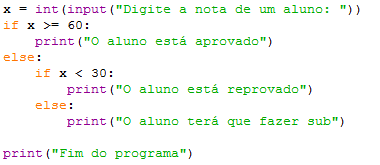 x = int(input("Digite a nota de um aluno: "))
if x >= 60:
    print("O aluno está aprovado")
else:
    if x < 30:
        print("O aluno está reprovado")
    else:
        print("O aluno terá que fazer sub")
print("Fim do programa")